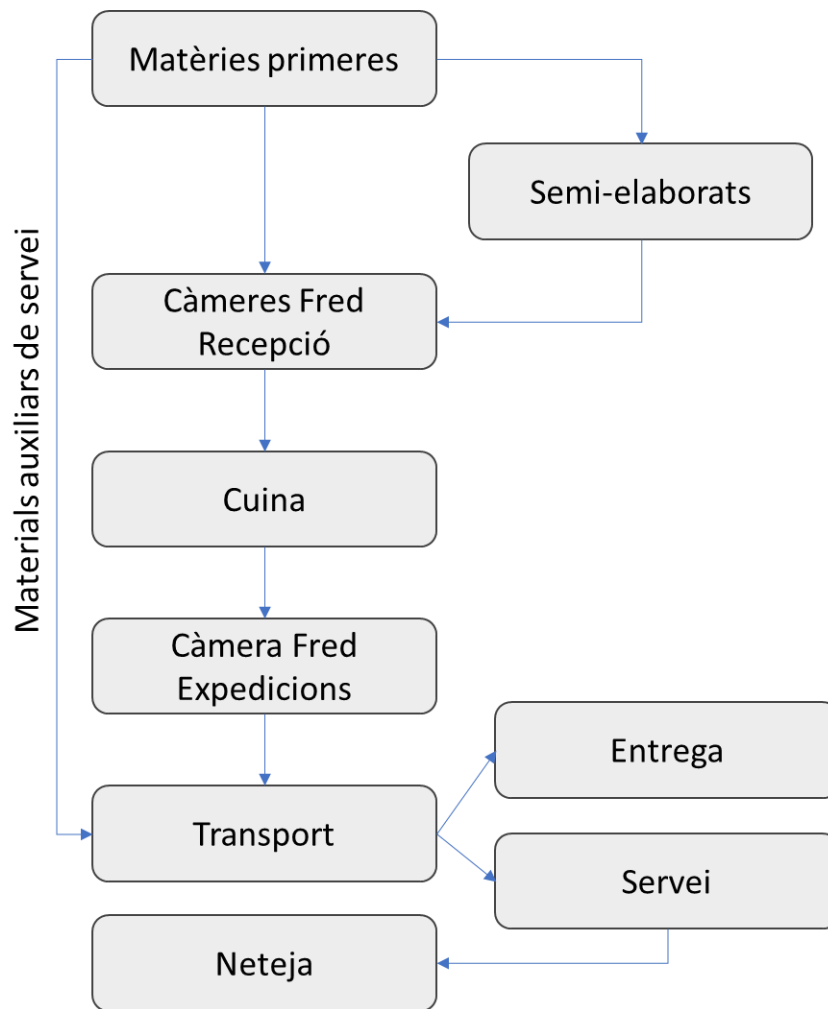 Matèries primeres
Semi-elaborats
Materials auxiliars de servei
Càmeres Fred
Recepció
Cuina
Càmera Fred
Expedicions
Entrega
Transport
Servei
Neteja